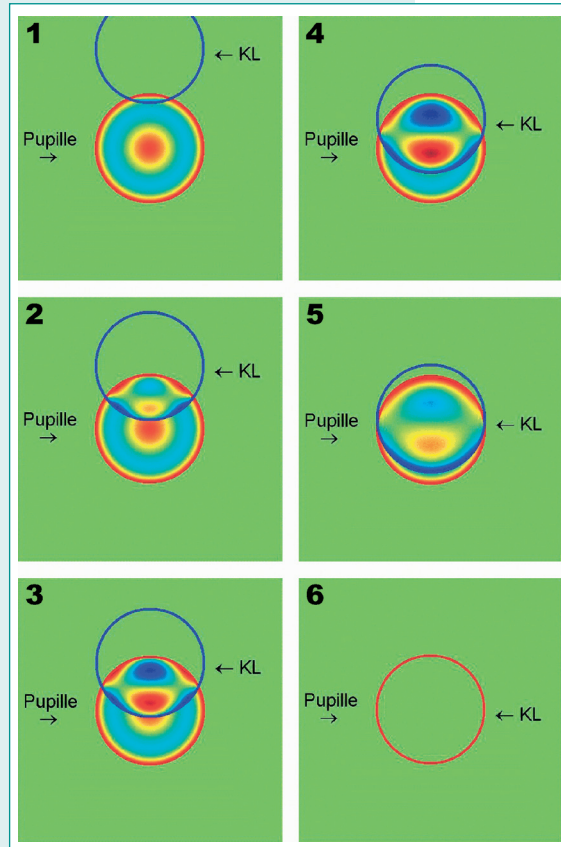 1
← KL
Pupille
→
2
← KL
Pupille
→
3
← KL
Pupille
→
4
← KL
Pupille
→
5
← KL
Pupille
→
6
Pupille
← KL
→